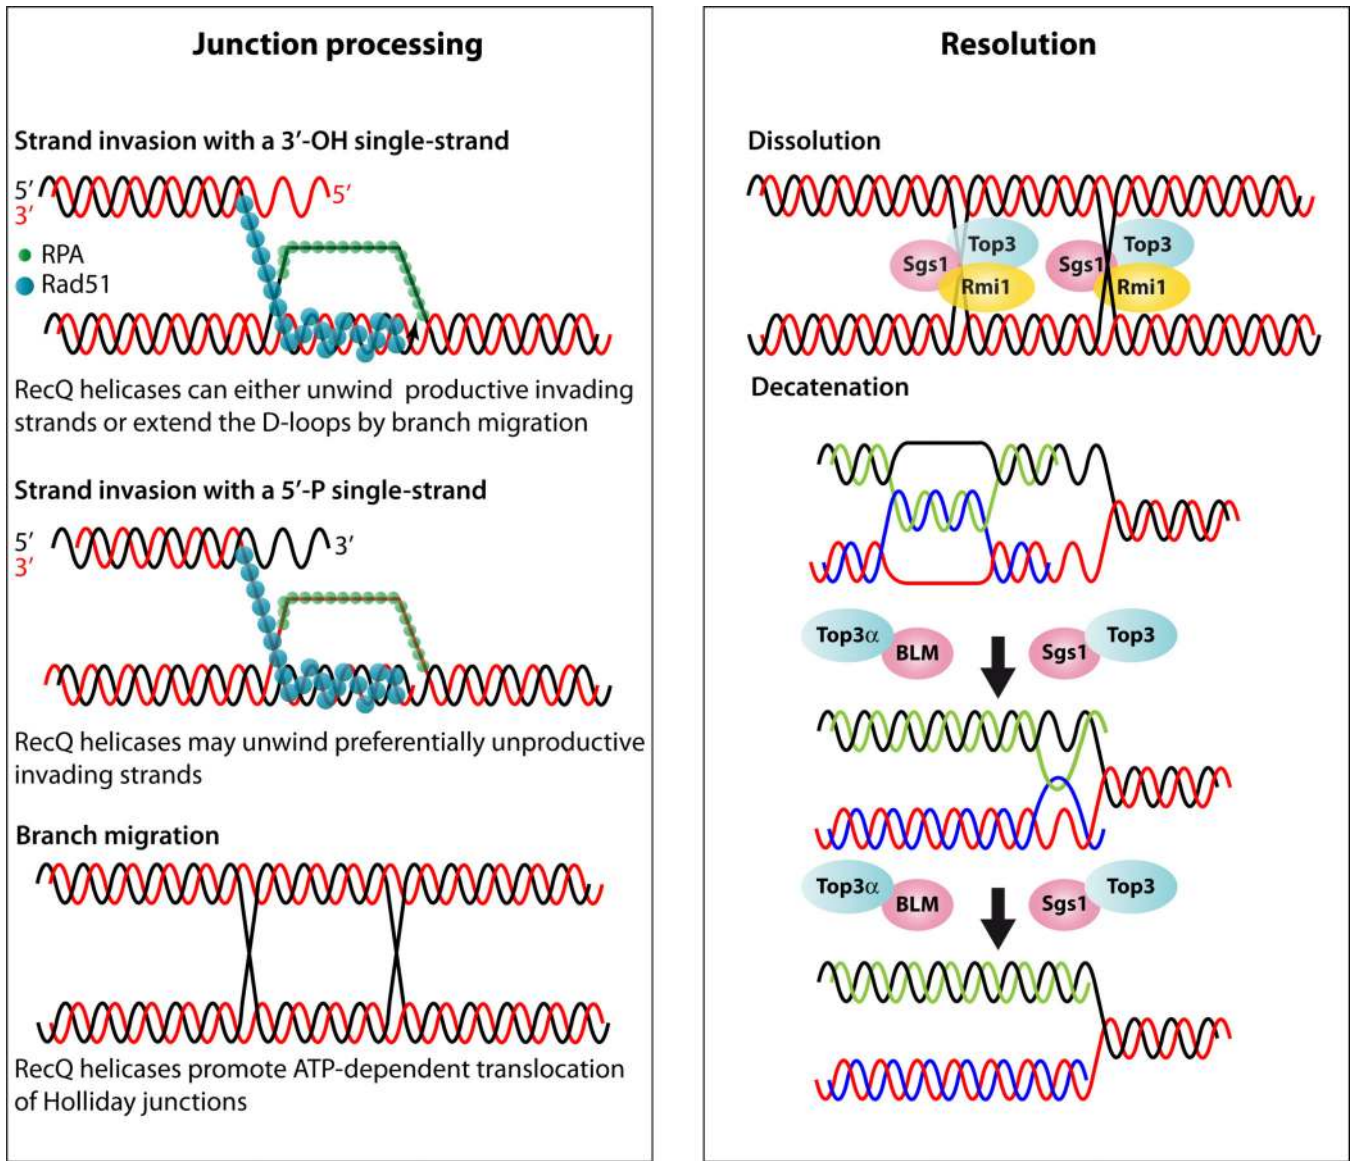 Junction processing
Strand invasion with a 3′-OH single-strand
5′
3′
5′
RPA
Rad51
RecQ helicases can either unwind productive invading
strands or extend the D-loops by branch migration
Strand invasion with a 5′-P single-strand
5′
3′
3′
RecQ helicases may unwind preferentially unproductive
invading strands
Branch migration
RecQ helicases promote ATP-dependent translocation
of Holliday junctions
Resolution
Dissolution
Top3
Sgs1
Rmi1
Top3
Sgs1
Rmi1
Decatenation
Top3α
BLM
Sgs1
Top3
Top3α
BLM
Sgs1
Top3